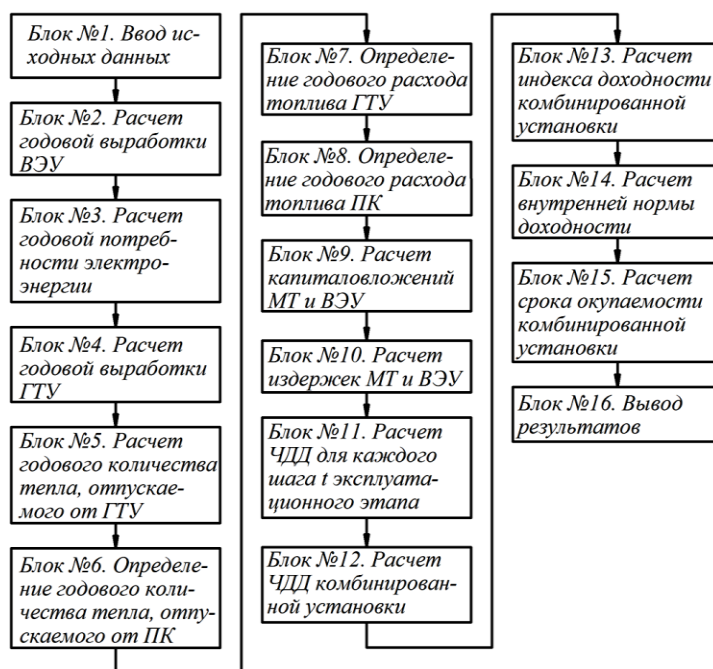 Блок №1. Ввод ис-
ходных данных
Блок №2. Расчет
годовой выработки
ВЭУ
Блок №3. Расчет
годовой потреб-
ности электро-
энергии
Блок №4. Расчет
годовой выработки
ГТУ
Блок №5. Расчет
годового количества
тепла, отпускае-
мого от ГТУ
Блок №6. Определе-
ние годового коли-
чества тепла, отпу-
скаемого от ПК
Блок №7. Определе-
ние годового расхода
топлива ГТУ
Блок №8. Определе-
ние годового расхода
топлива ПК
Блок №9. Расчет
капиталовложений
МТ и ВЭУ
Блок №10. Расчет
издержек МТ и ВЭУ
Блок №11. Расчет
ЧДД для каждого
шага t эксплуата-
ционного этапа
Блок №12. Расчет
ЧДД комбинирован-
ной установки
Блок №13. Расчет
индекса доходности
комбинированной
установки
Блок №14. Расчет
внутренней нормы
доходности
Блок №15. Расчет
срока окупаемости
комбинированной
установки
Блок №16. Вывод
результатов